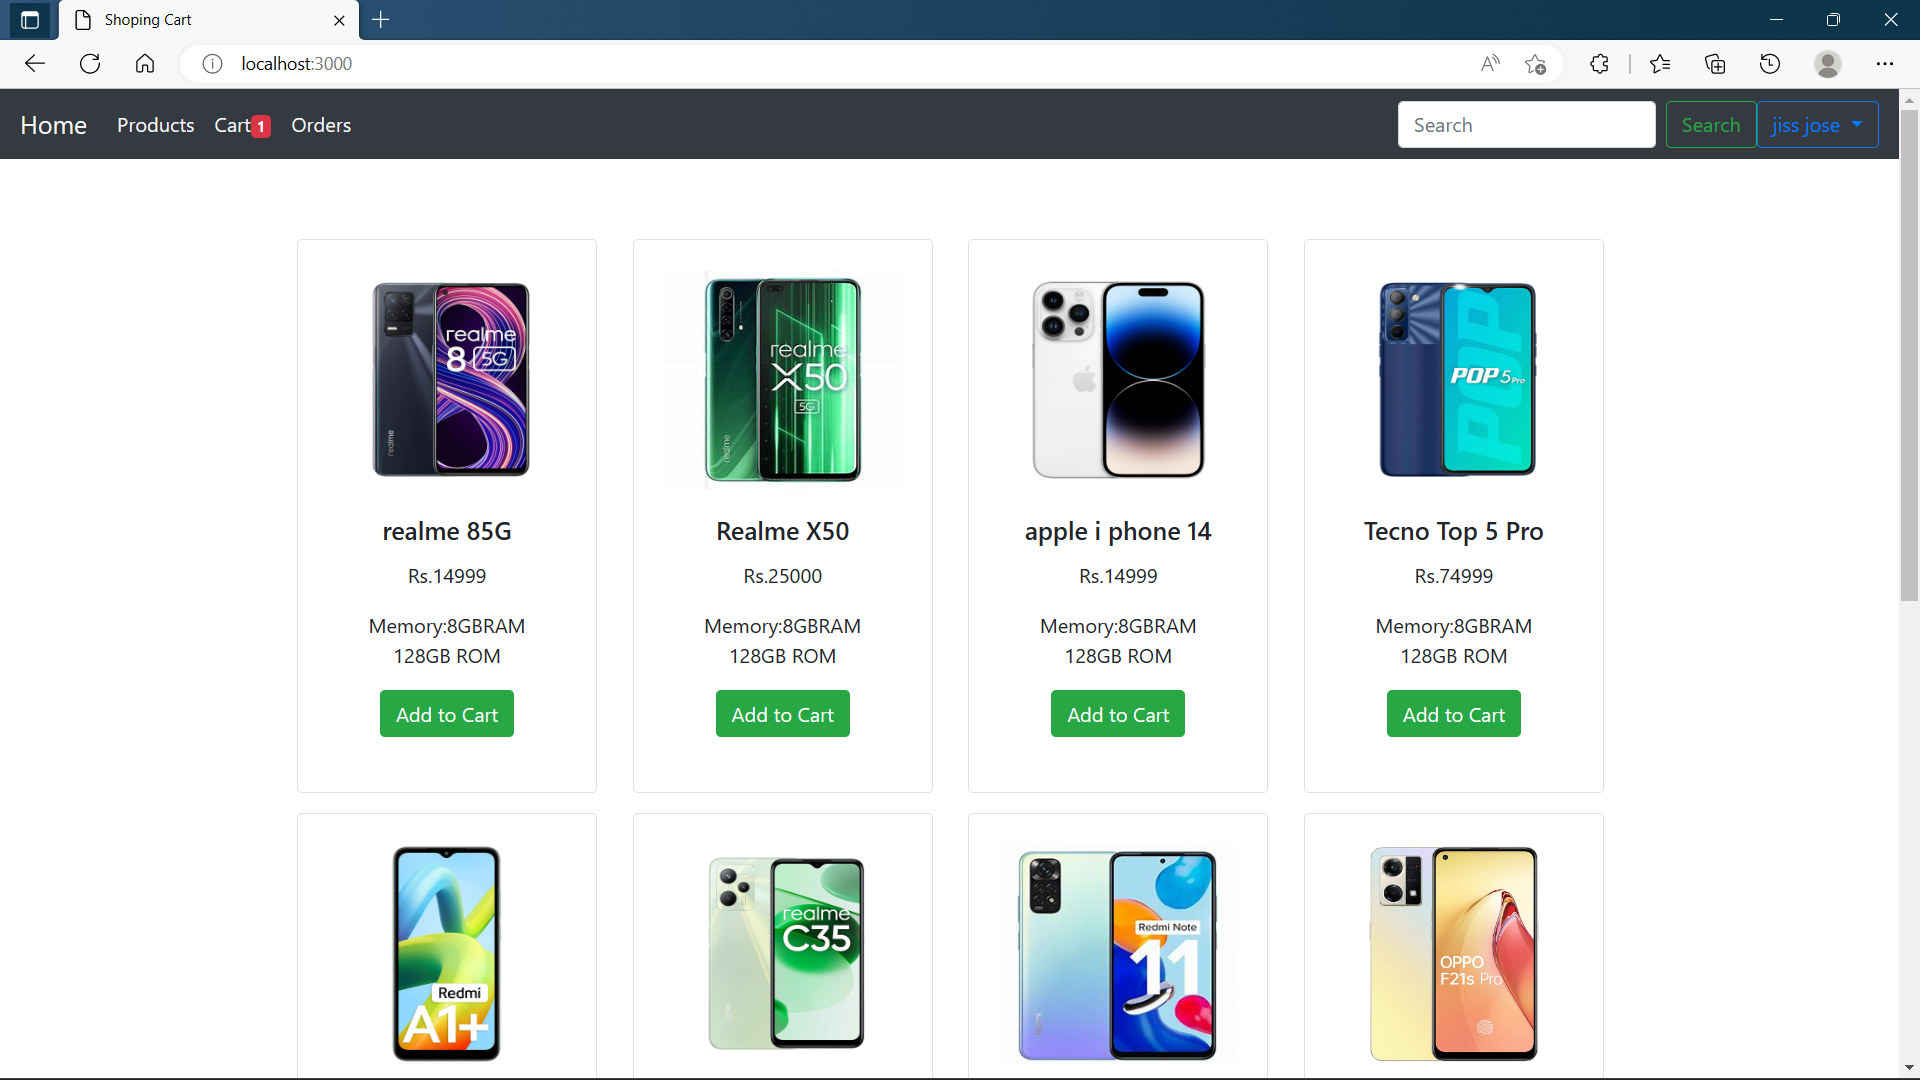 Shoping Cart
localhost:3000
Home Products Cart 1 Orders Search Search jiss jose
realme
8 5G
realme
realme
X50
5G
realme
POP
POP 5 Pro
realme 85G
Realme X50
apple i phone 14
Tecno Top 5 Pro
Rs.14999
Rs.25000
Rs.14999
Rs.74999
Memory:8GBRAM
128GB ROM
Memory:8GBRAM
128GB ROM
Memory:8GBRAM
128GB ROM
Memory:8GBRAM
128GB ROM
Add to Cart
Add to Cart
Add to Cart
Add to Cart
Redmi
A1+
realme
C35
Redmi Note
11
OPPO
F21s Pro